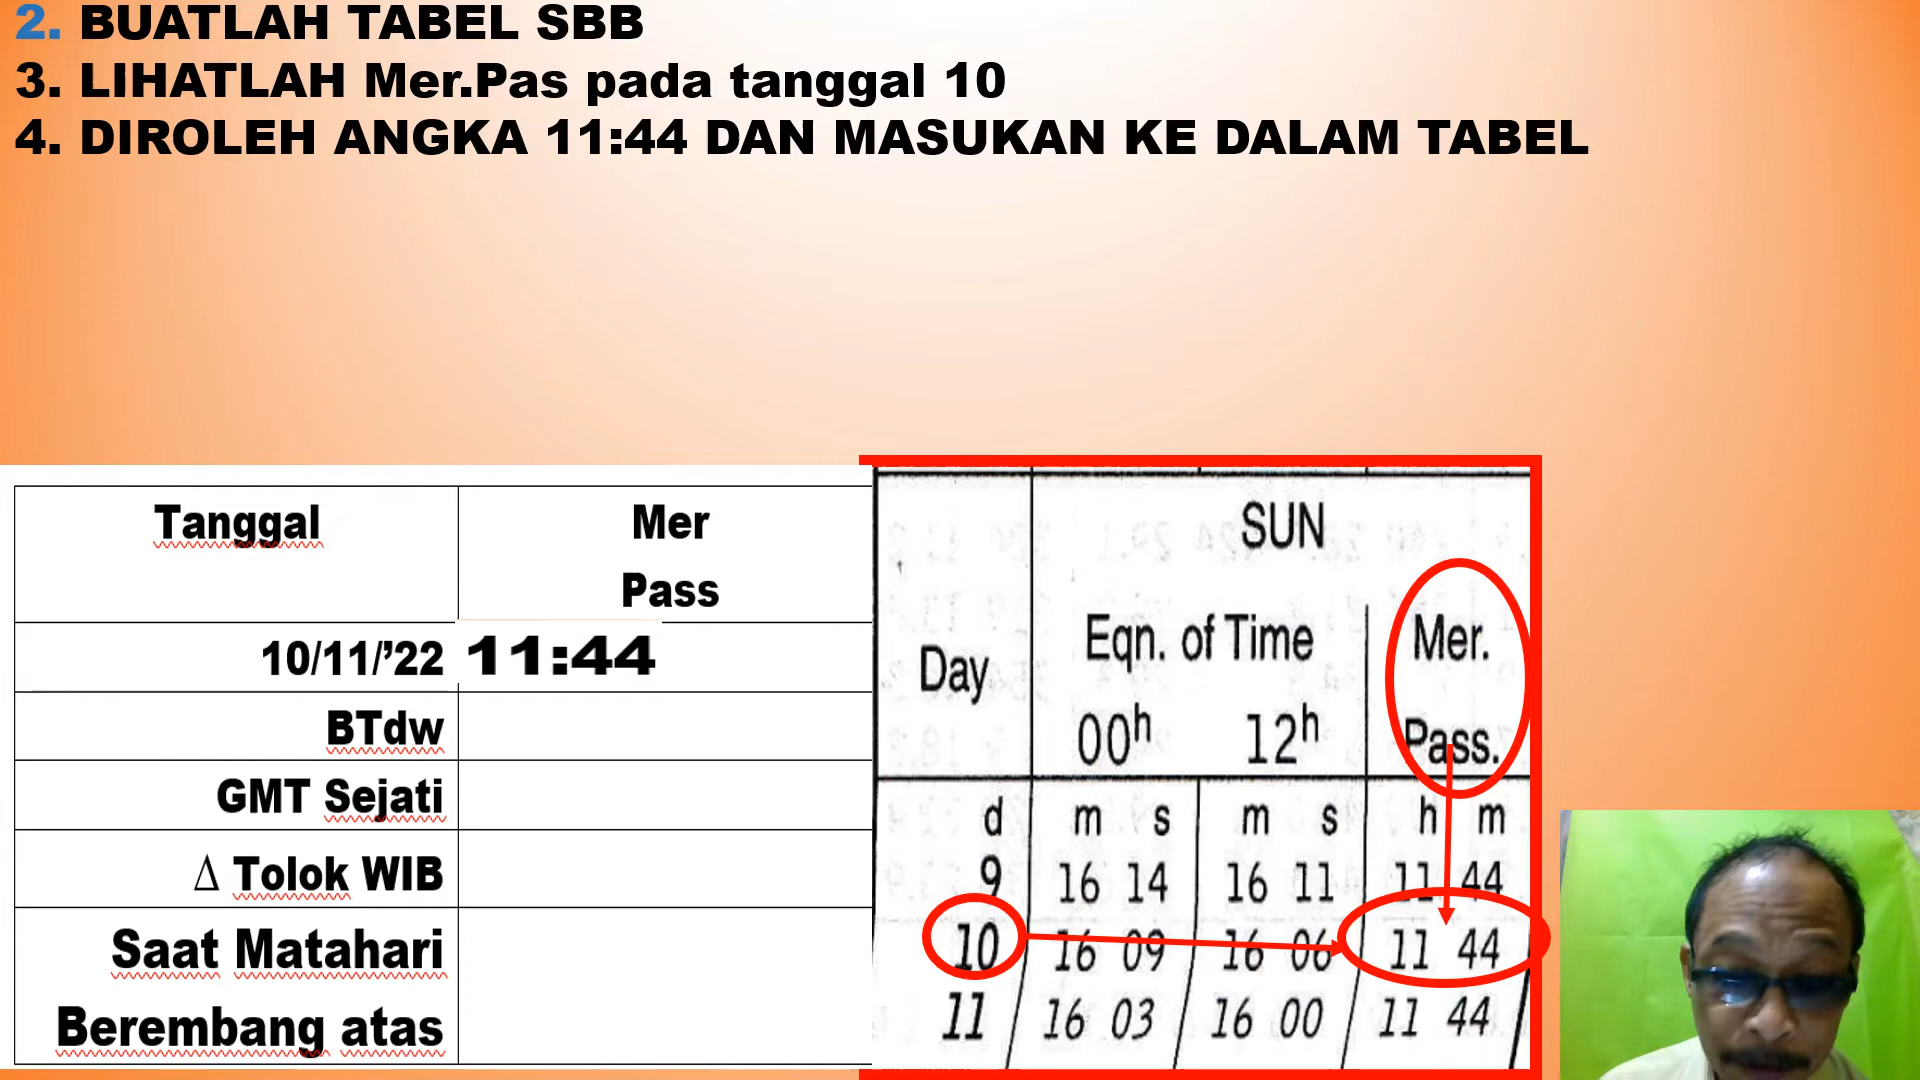 2. BUATLAH TABEL SBB
3. LIHATLAH Mer.Pas pada tanggal 10
4. DIROLEH ANGKA 11:44 DAN MASUKAN KE DALAM TABEL
Tanggal Mer
Pass
10/11/’22 11:44
BTdw
GMT Sejati
Δ Tolok WIB
Saat Matahari
Berembang atas
SUN
Day Eqn. of Time Mer.
00h 12h Pass.
d m s m s h m
9 16 14 16 11 11 44
10 16 09 16 06 11 44
11 16 03 16 00 11 44